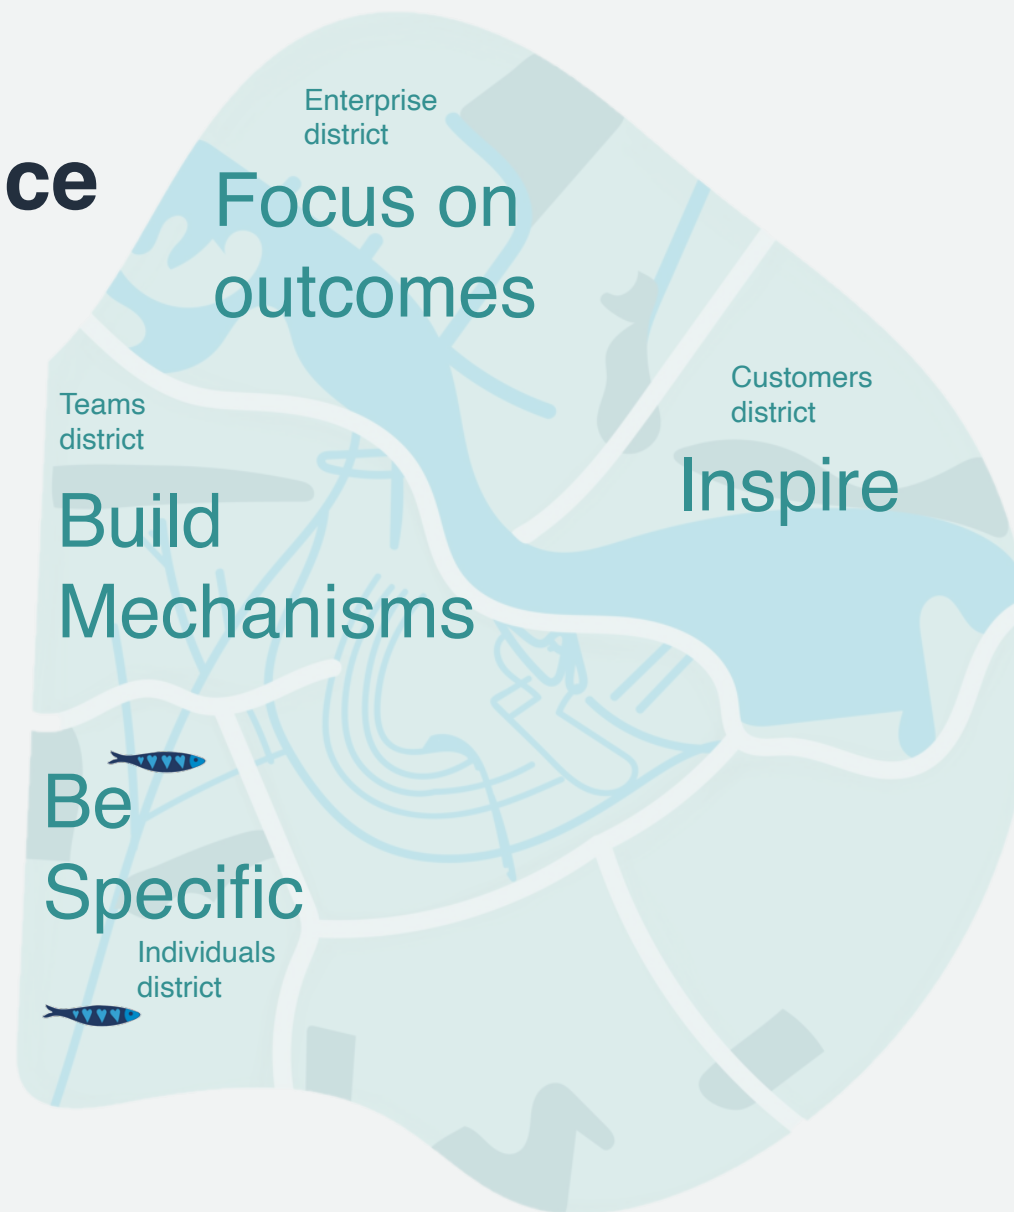 ce
Enterprise
district
Focus on
outcomes
Customers
district
Inspire
Teams
district
Build
Mechanisms
Be
Specific
Individuals
district